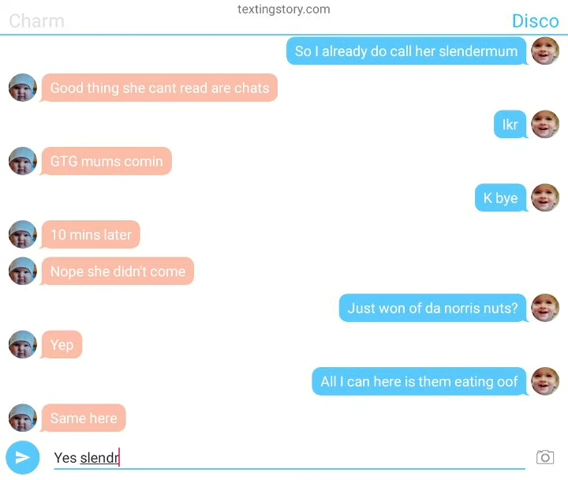 textingstory.com
Charm
Disco
So I already do call her slendermum
Good thing she cant read are chats
Ikr
GTG mums comin
K bye
10 mins later
Nope she didn't come
Just won of da norris nuts?
Yep
All I can here is them eating oof
Same here
Yes slendr